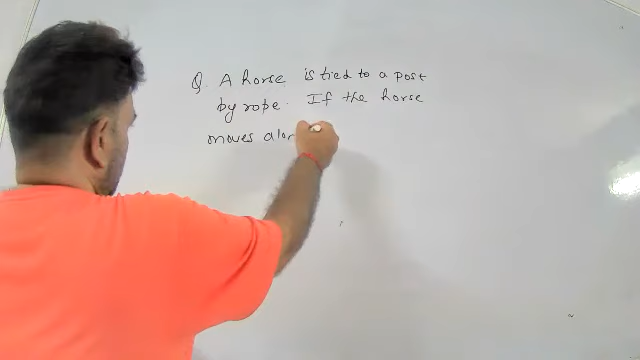 Q. A horse is tied to a post
by rope. If the horse
moves alon